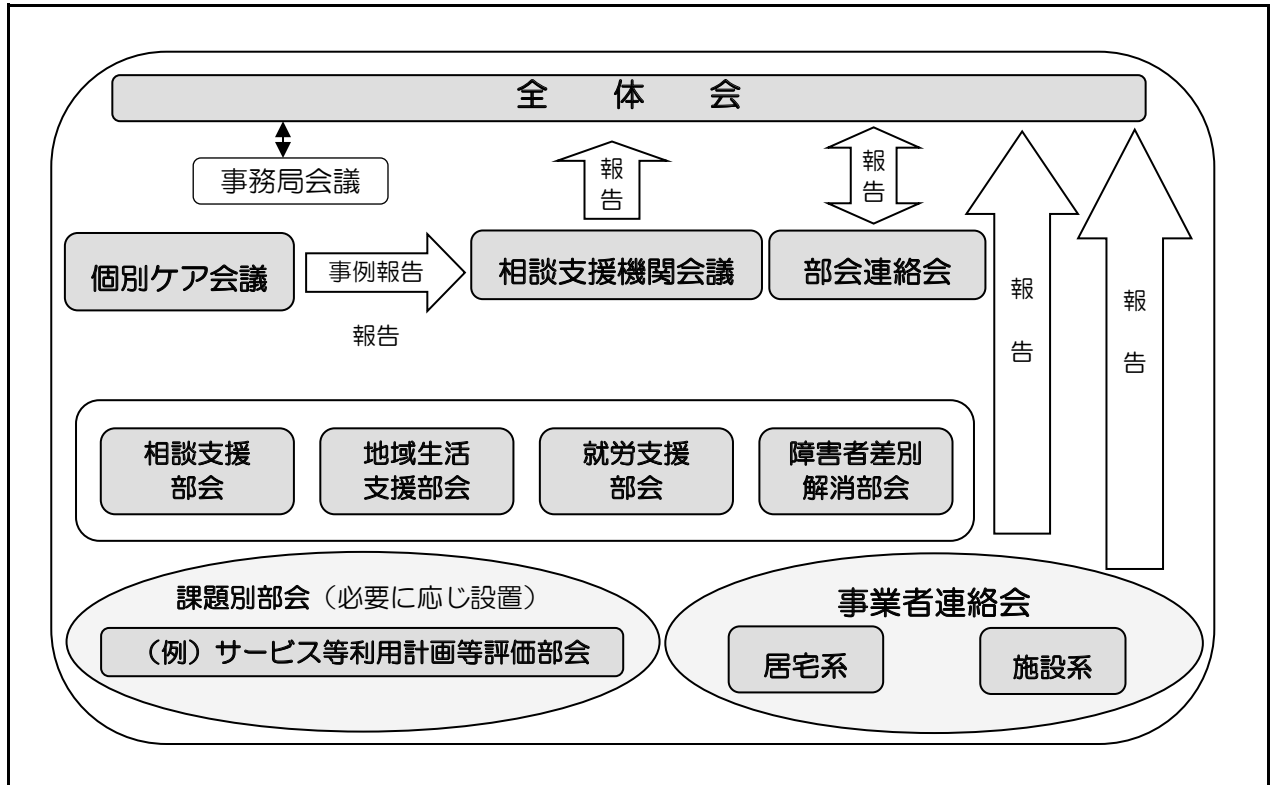 全体会
事務局会議
報
告
報
告
個別ケア会議
事例報告
相談支援機関会議
部会連絡会
報告
報
告
報
告
相談支援
部会
地域生活
支援部会
就労支援
部会
障害者差別
解消部会
課題別部会（必要に応じ設置）
（例）サービス等利用計画等評価部会
事業者連絡会
居宅系
施設系